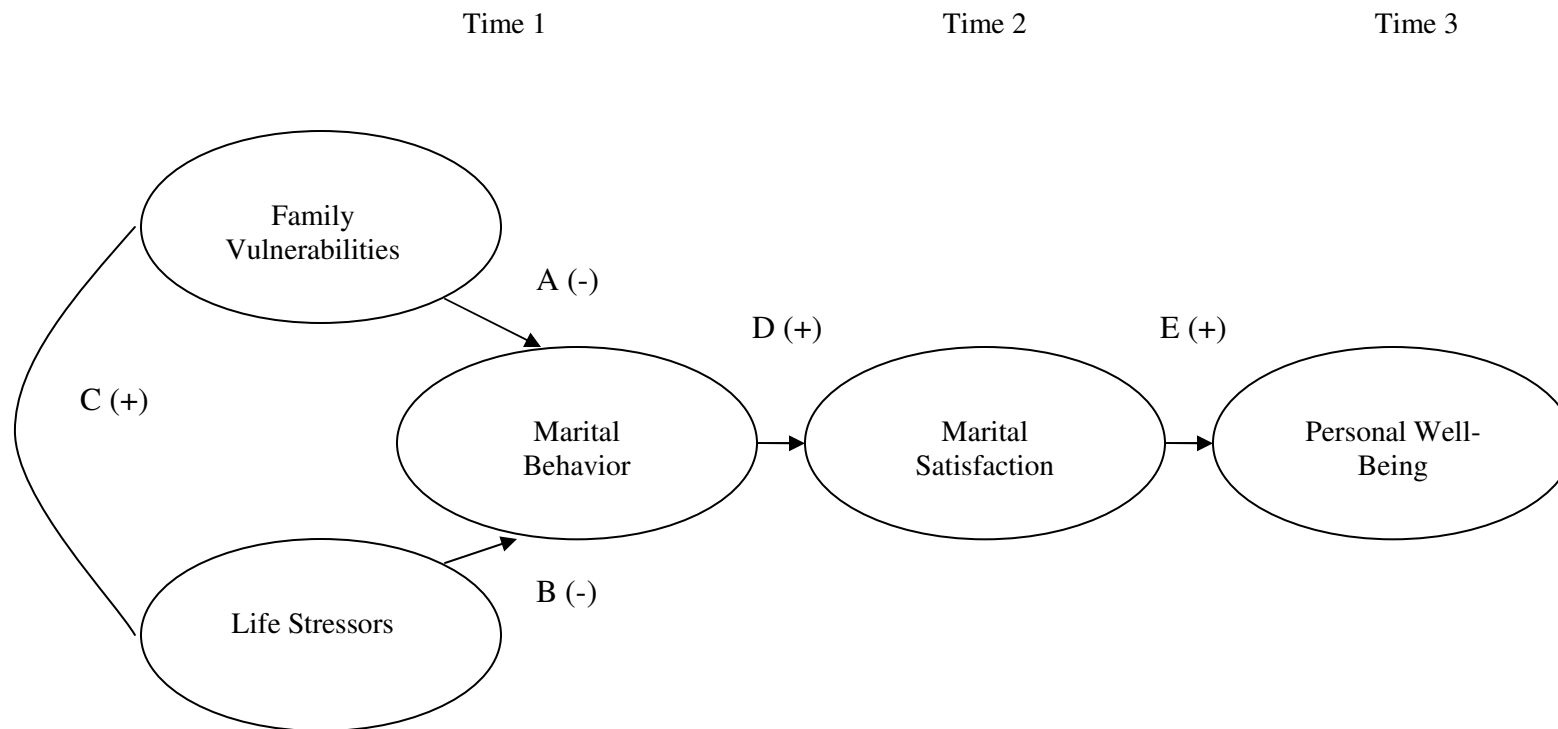 Time 1
Time 2
Time 3
Family
Vulnerabilities
A (-)
D (+)
E (+)
C (+)
Marital
Behavior
Marital
Satisfaction
Personal Well-
Being
B (-)
Life Stressors